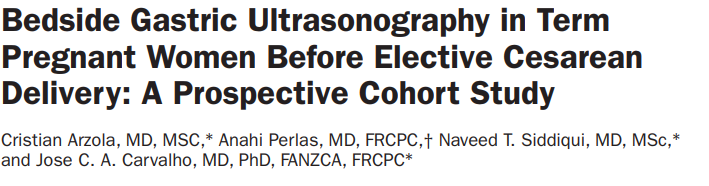 Bedside Gastric Ultrasonography in Term
Pregnant Women Before Elective Cesarean
Delivery: A Prospective Cohort Study
Cristian Arzola, MD, MSC,* Anahi Perlas, MD, FRCPC,† Naveed T. Siddiqui, MD, MSc,*
and Jose C. A. Carvalho, MD, PhD, FANZCA, FRCPC*